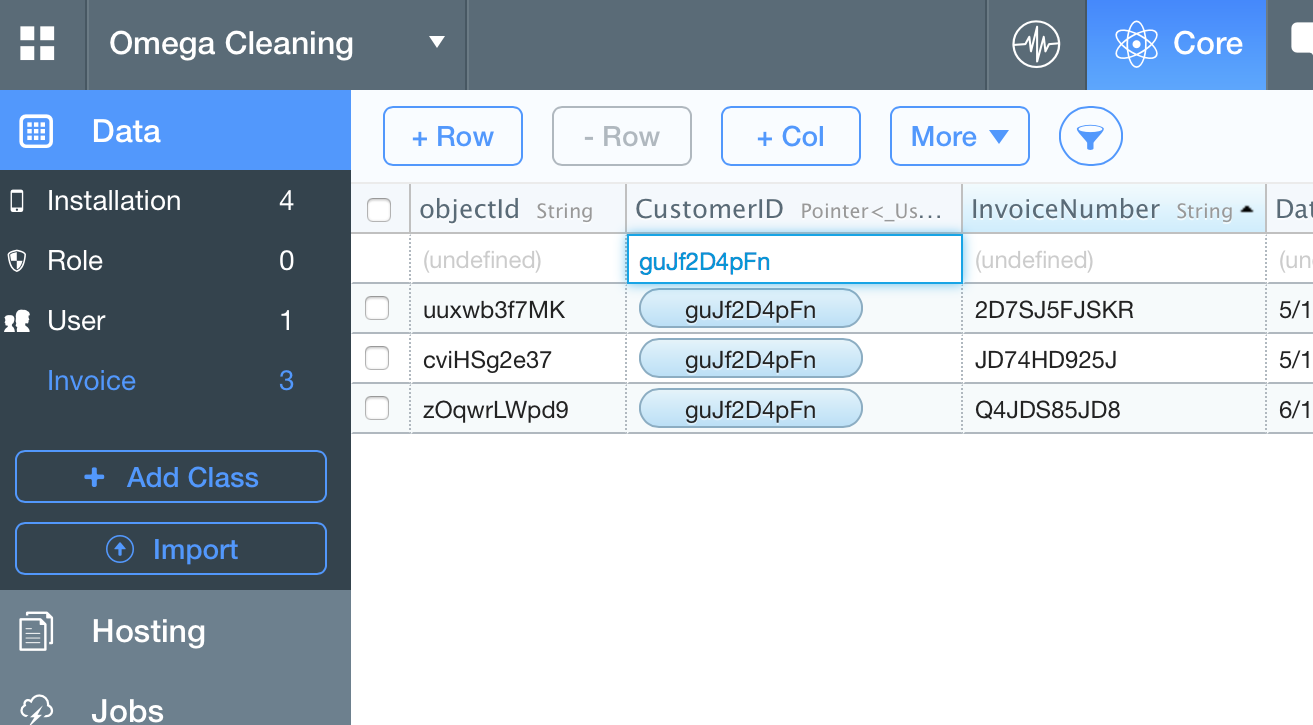 Omega Cleaning
Core
Data
Installation 4
Role 0
User 1
Invoice 3
+ Add Class
Import
Hosting
Jobs
+ Row - Row + Col More
objectId String CustomerID Pointer<_Us... InvoiceNumber String Dat
(undefined) guJf2D4pFn (undefined) (un
uuxwb3f7MK guJf2D4pFn 2D7SJ5FJSKR 5/1
cviHSg2e37 guJf2D4pFn JD74HD925J 5/1
zOqwrLWpd9 guJf2D4pFn Q4JDS85JD8 6/1